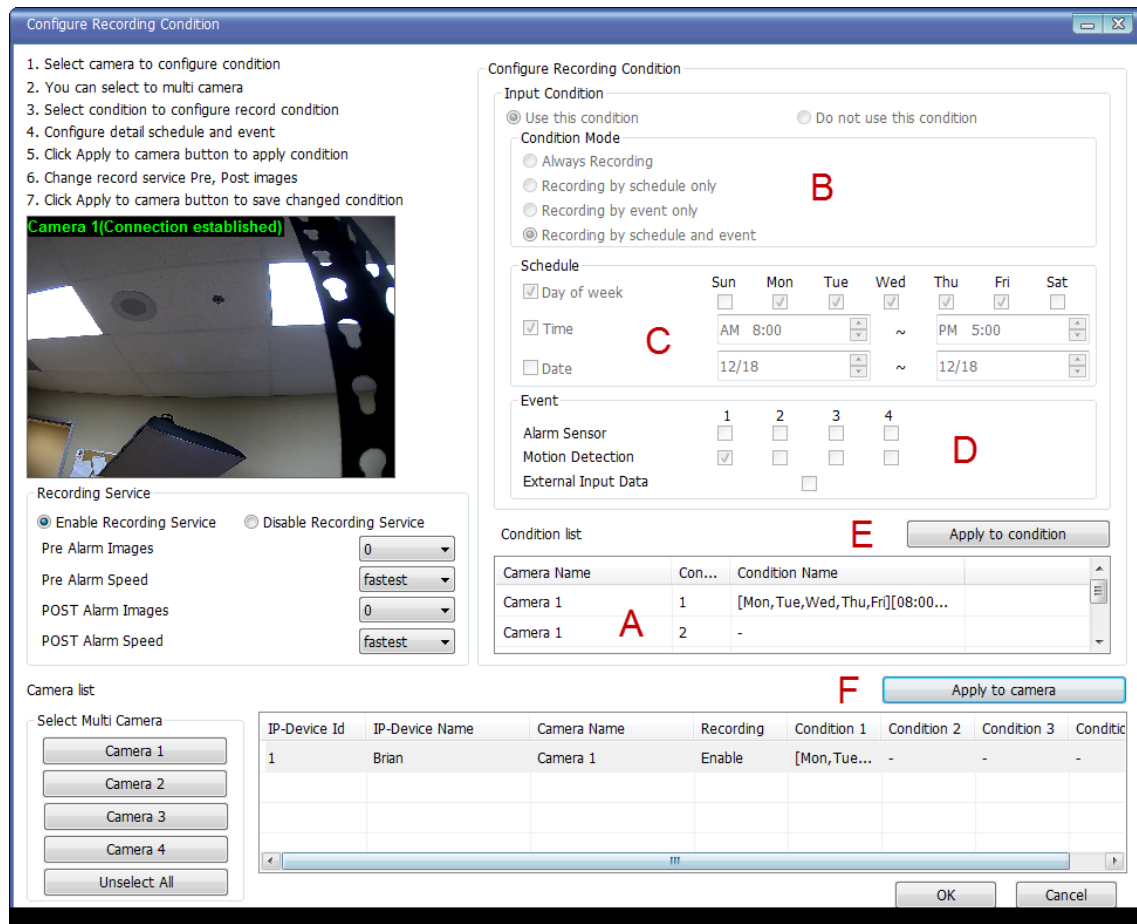 Configure Recording Condition
1. Select camera to configure condition
2. You can select to multi camera
3. Select condition to configure record condition
4. Configure detail schedule and event
5. Click Apply to camera button to apply condition
6. Change record service Pre, Post images
7. Click Apply to camera button to save changed condition
Camera 1(Connection established)
Recording Service
Enable Recording Service Disable Recording Service
Pre Alarm Images 0
Pre Alarm Speed fastest
POST Alarm Images 0
POST Alarm Speed fastest
Configure Recording Condition
Input Condition
Use this condition Do not use this condition
Condition Mode
Always Recording
Recording by schedule only
B
Recording by event only
Recording by schedule and event
Schedule
Sun Mon Tue Wed Thu Fri Sat
Day of week
Time AM 8:00 ~ PM 5:00
C
Date 12/18 ~ 12/18
Event
1 2 3 4
Alarm Sensor
Motion Detection
D
External Input Data
Condition list E Apply to condition
Camera Name Con... Condition Name
Camera 1 1 [Mon,Tue,Wed,Thu,Fri][08:00...
Camera 1 A 2 -
Camera list F Apply to camera
Select Multi Camera
Camera 1
Camera 2
Camera 3
Camera 4
Unselect All
IP-Device Id IP-Device Name Camera Name Recording Condition 1 Condition 2 Condition 3 Conditic
1 Brian Camera 1 Enable [Mon,Tue... - - -
OK Cancel